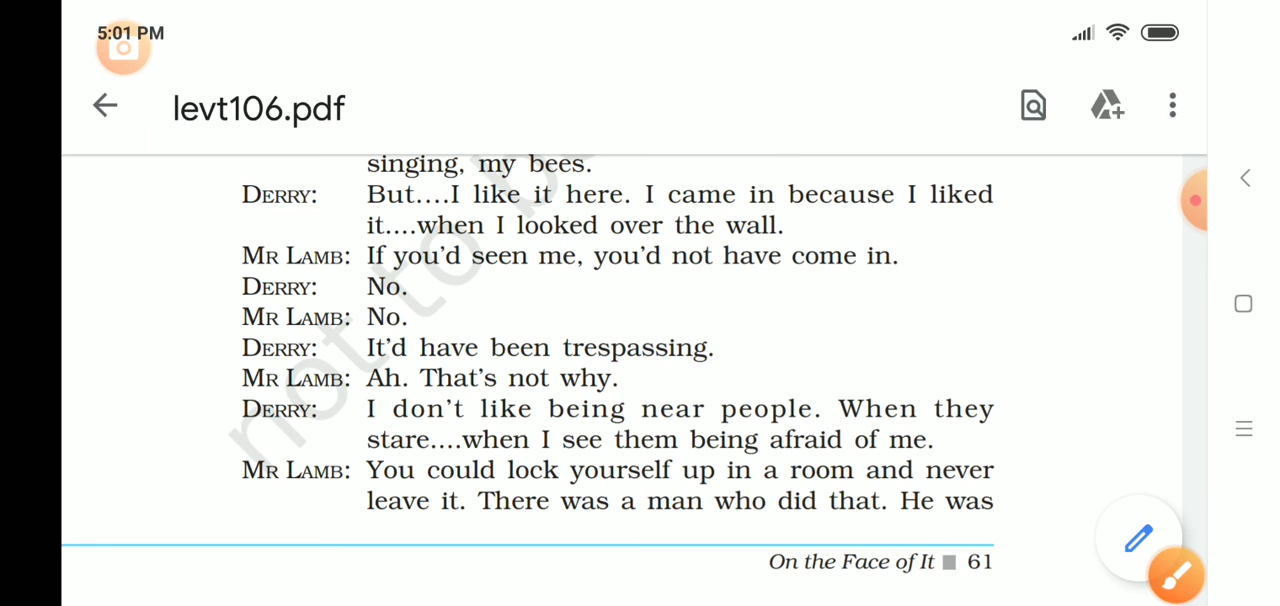 5:01 PM
levt106.pdf
singing, my bees.
DERRY: But....I like it here. I came in because I liked
it....when I looked over the wall.
MR LAMB: If you'd seen me, you'd not have come in.
DERRY: No.
MR LAMB: No.
DERRY: It'd have been trespassing.
MR LAMB: Ah. That's not why.
DERRY: I don't like being near people. When they
stare....when I see them being afraid of me.
MR LAMB: You could lock yourself up in a room and never
leave it. There was a man who did that. He was
On the Face of It 61
not to b